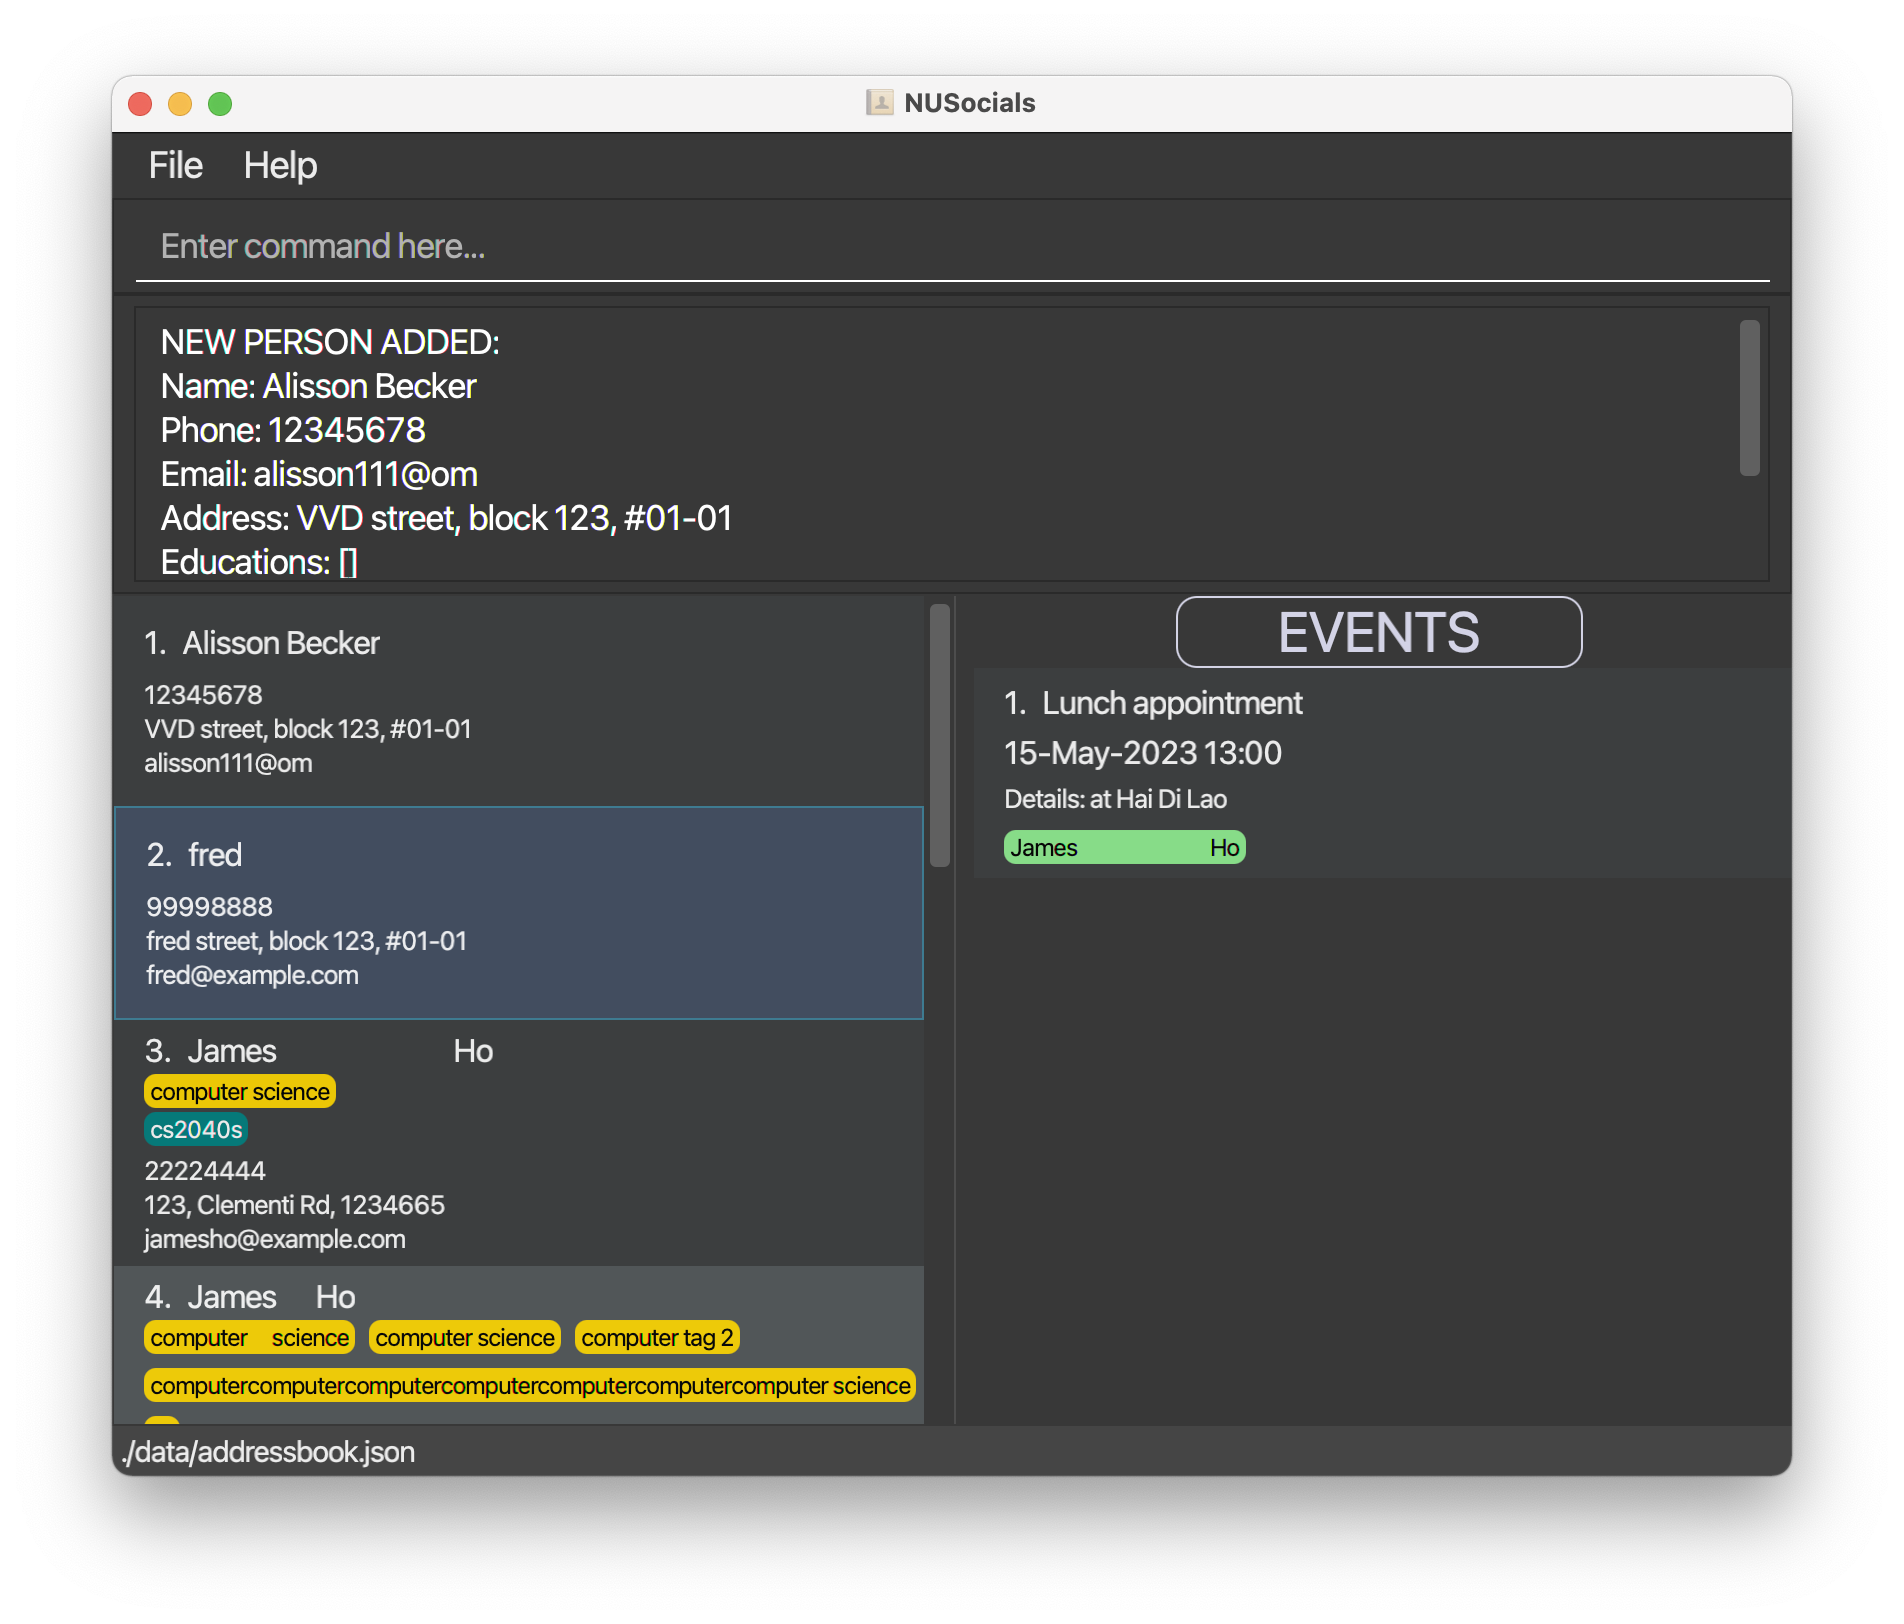 NUSocials
File Help
Enter command here...
NEW PERSON ADDED:
Name: Alisson Becker
Phone: 12345678
Email: alisson111@om
Address: VVD street, block 123, #01-01
Educations: []
1. Alisson Becker
12345678
VVD street, block 123, #01-01
alisson111@om
2. fred
99998888
fred street, block 123, #01-01
fred@example.com
3. James Ho
computer science
cs2040s
22224444
123, Clementi Rd, 1234665
jamesho@example.com
4. James Ho
computer science computer science computer tag 2
computercomputercomputercomputercomputercomputercomputer science
EVENTS
1. Lunch appointment
15-May-2023 13:00
Details: at Hai Di Lao
James Ho
./data/addressbook.json